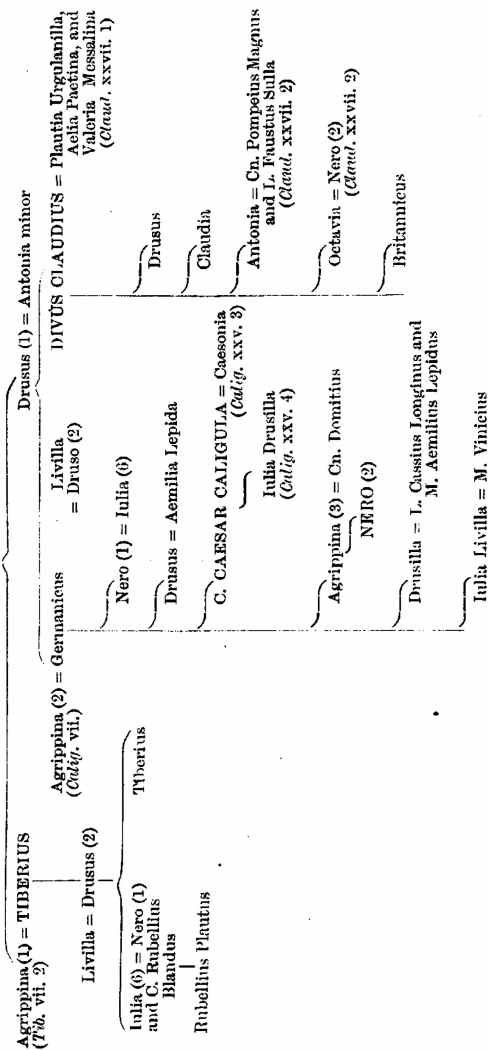 Agrippina (1) = TIBERIUS
(Tib. vii. 2)
Drusus (1) = Antonia minor
Livilla = Drusus (2)
Iulia (6) = Nero (1)
and C. Rubellius
Blandus
Rubellius Plautus
Tiberius
Agrippina (2) = Germanicus
(Calig. vii.)
Livilla
= Druso (2)
DIVUS CLAUDIUS = Plautia Urgulanilla,
Aelia Paetina, and
Valeria Messalina
(Claud. xxvii. 1)
Nero (1) = Iulia (6)
Drusus = Aemilia Lepida
C. CAESAR CALIGULA = Caesonia
(Calig. xxv. 3)
Iulia Drusilla
(Calig. xxv. 4)
Agrippina (3) = Cn. Domitius
NERO (2)
Drusilla = L. Cassius Longinus and
M. Aemilius Lepidus
Iulia Livilla = M. Vinicius
Drusus
Claudia
Antonia = Cn. Pompeius Magnus
and L. Faustus Sulla
(Claud. xxvii. 2)
Octavia = Nero (2)
(Claud. xxvii. 2)
Britannicus